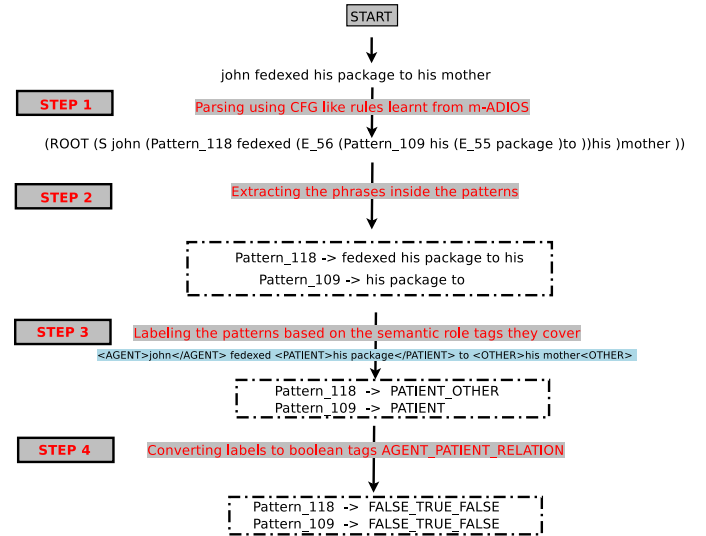 START
john fedexed his package to his mother
STEP 1
Parsing using CFG like rules learnt from m-ADIOS
(ROOT (S john (Pattern_118 fedexed (E_56 (Pattern_109 his (E_55 package )to ))his )mother ))
STEP 2
Extracting the phrases inside the patterns
Pattern_118 -> fedexed his package to his
Pattern_109 -> his package to
STEP 3
Labeling the patterns based on the semantic role tags they cover
<AGENT>john</AGENT> fedexed <PATIENT>his package</PATIENT> to <OTHER>his mother<OTHER>
Pattern_118 -> PATIENT_OTHER
Pattern_109 -> PATIENT
STEP 4
Converting labels to boolean tags AGENT_PATIENT_RELATION
Pattern_118 -> FALSE_TRUE_FALSE
Pattern_109 -> FALSE_TRUE_FALSE